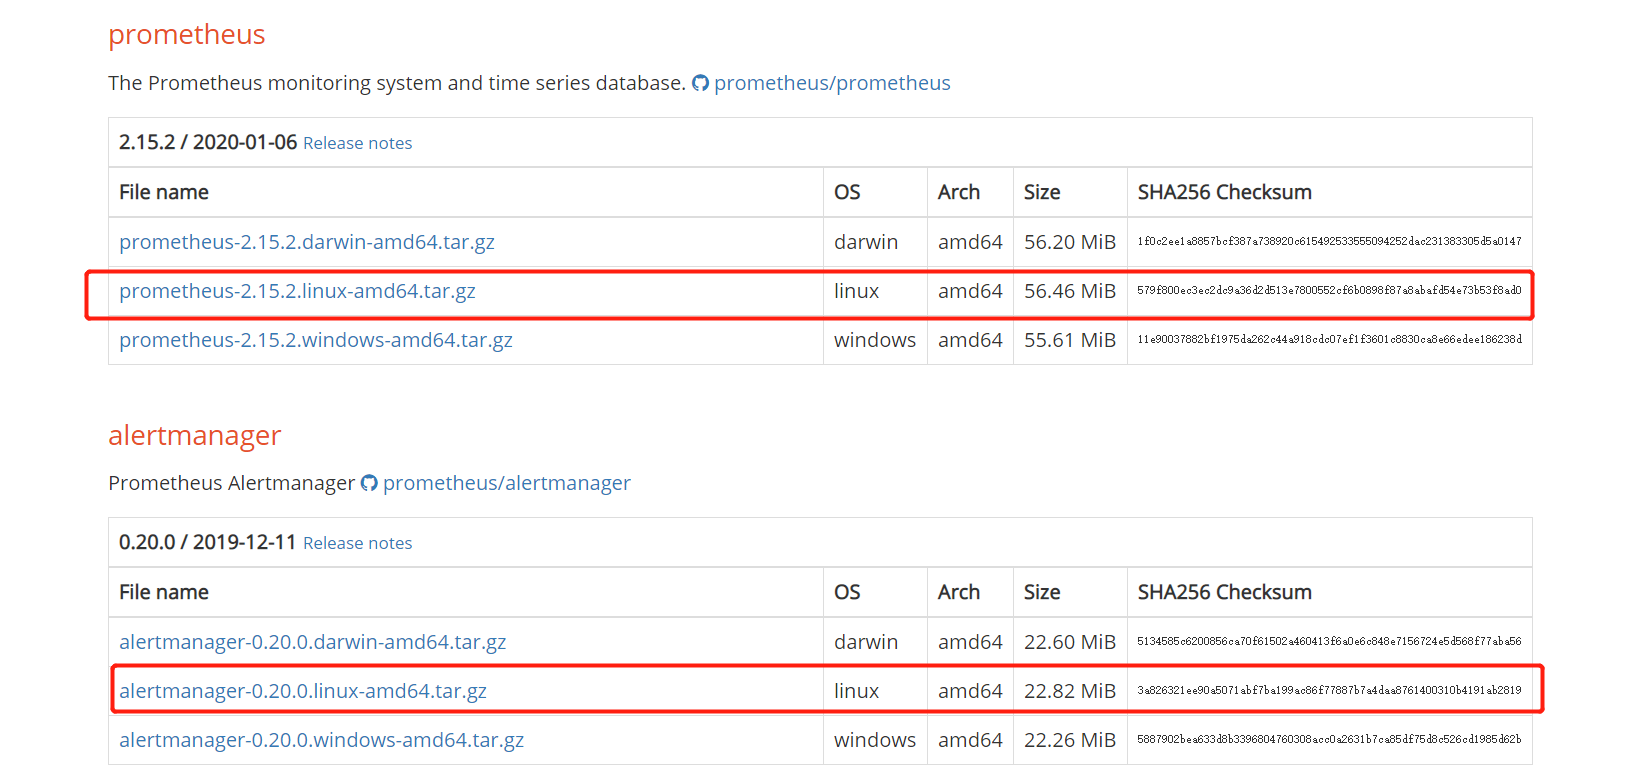 prometheus
The Prometheus monitoring system and time series database. prometheus/prometheus
2.15.2 / 2020-01-06 Release notes
File name OS Arch Size SHA256 Checksum
prometheus-2.15.2.darwin-amd64.tar.gz darwin amd64 56.20 MiB 1f0c2ee1a8857bcf387a738920c615492533555094252dac231383305d5a0147
prometheus-2.15.2.linux-amd64.tar.gz linux amd64 56.46 MiB 579f800ec3ec2dc9a36d2d513e7800552cf6b0898f87a8abafd54e73b53f8ad0
prometheus-2.15.2.windows-amd64.tar.gz windows amd64 55.61 MiB 11e90037882bf1975da262c44a918cdc07ef1f3601c8830ca8e66edee186238d
alertmanager
Prometheus Alertmanager prometheus/alertmanager
0.20.0 / 2019-12-11 Release notes
File name OS Arch Size SHA256 Checksum
alertmanager-0.20.0.darwin-amd64.tar.gz darwin amd64 22.60 MiB 5134585c6200856ca70f61502a460413f6a0e6c848e7156724e5d568f77aba56
alertmanager-0.20.0.linux-amd64.tar.gz linux amd64 22.82 MiB 3a826321ee90a5071abf7ba199ac86f77887b7a4daa8761400310b4191ab2819
alertmanager-0.20.0.windows-amd64.tar.gz windows amd64 22.26 MiB 5887902bea633d8b3396804760308acc0a2631b7ca85df75d8c526cd1985d62b